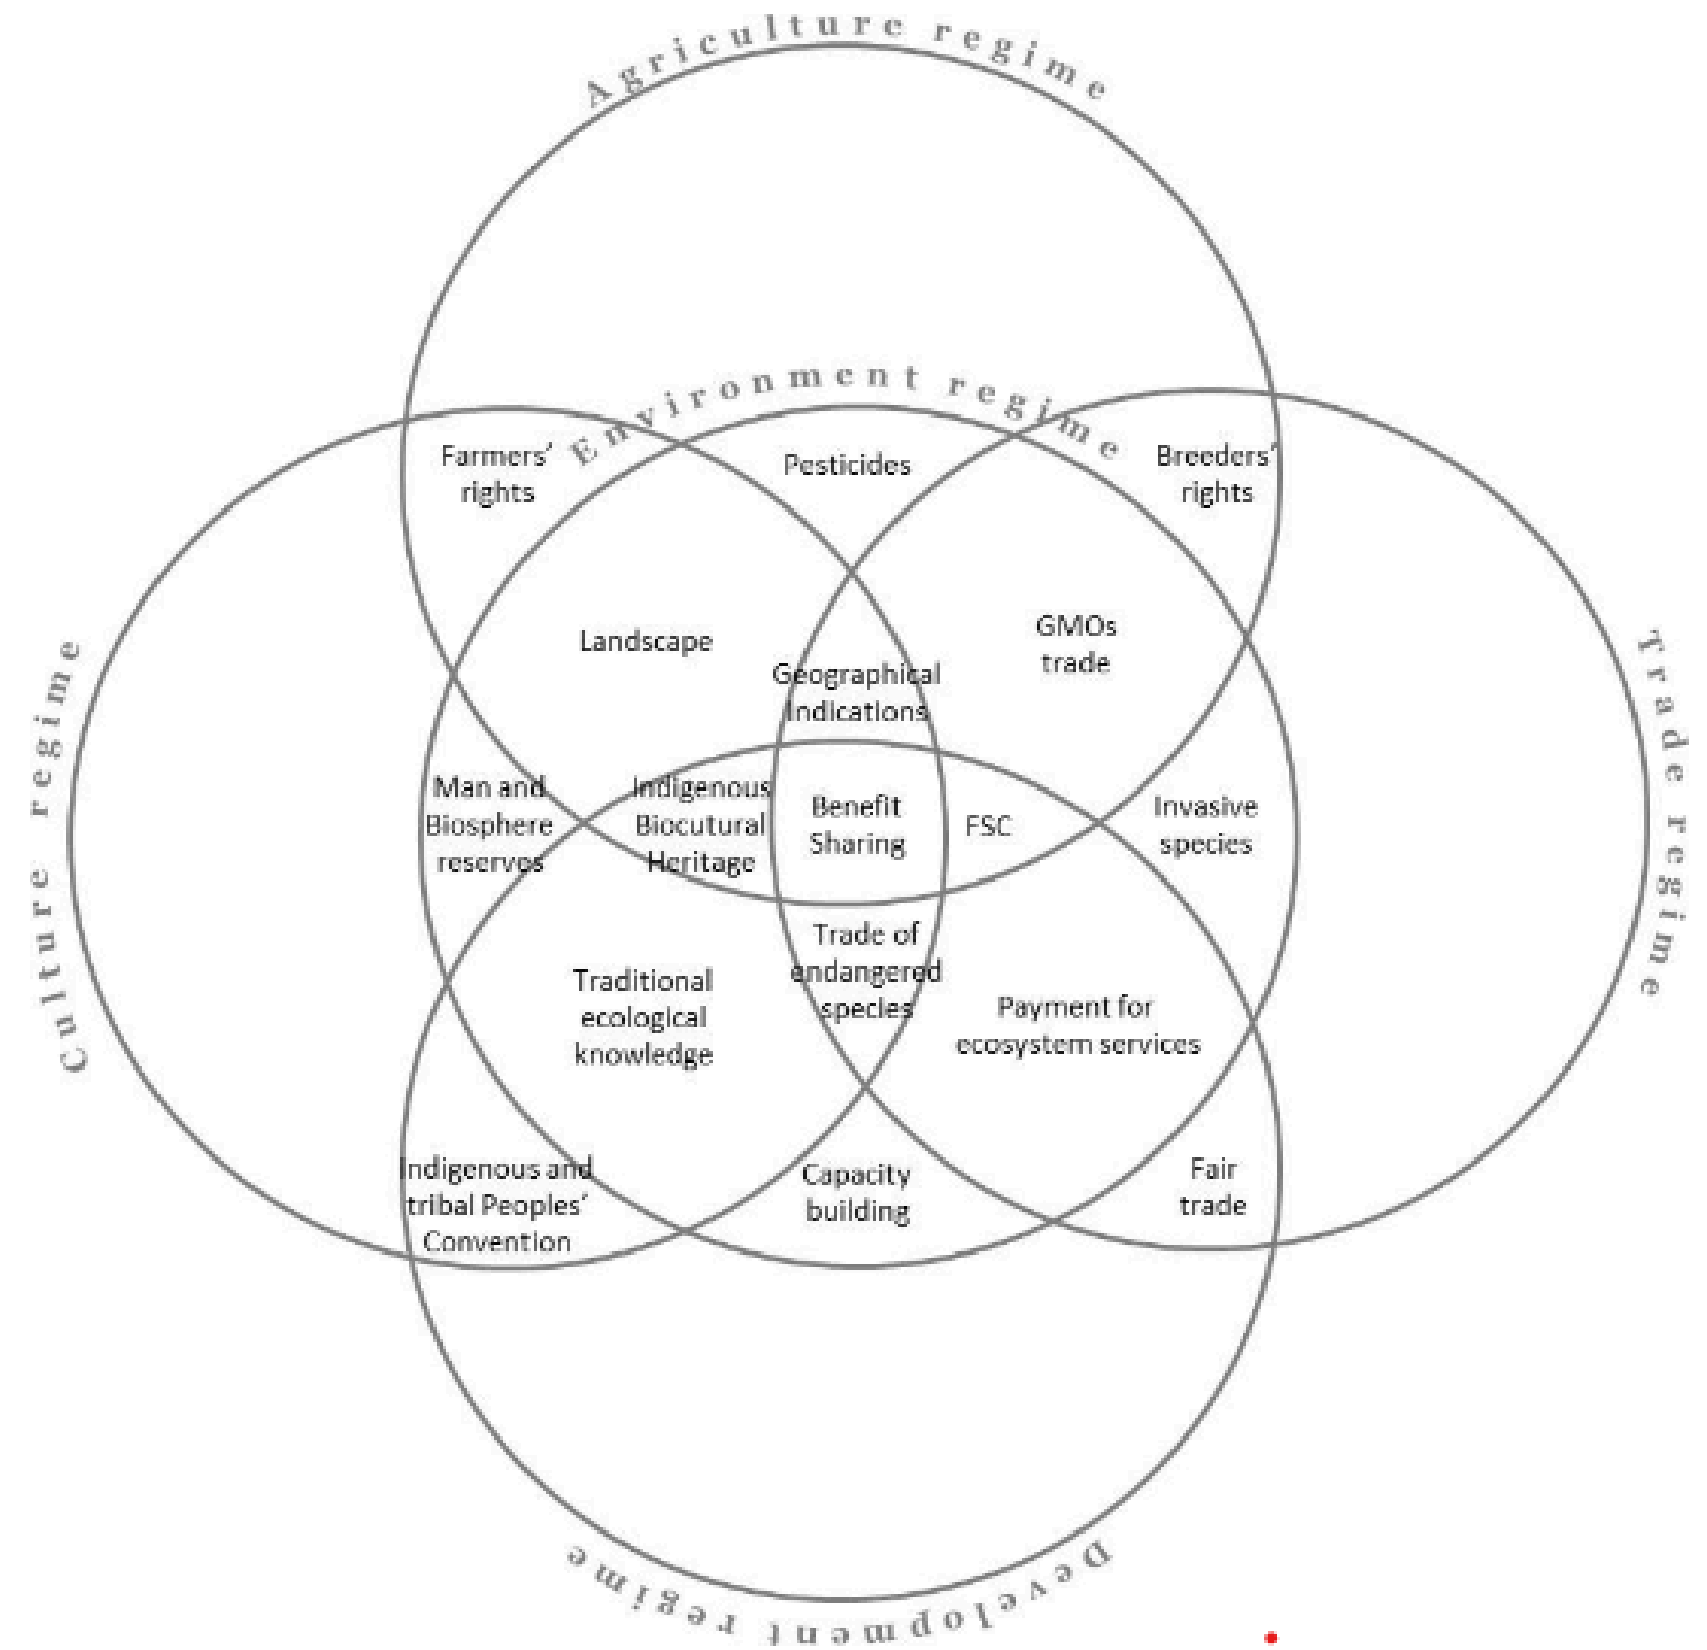 Agriculture regime
Environment regime
Farmers’
rights
Pesticides
Breeders’
rights
Landscape
GMOs
trade
Geographical
Indications
Culture regime
Trade regime
Man and
Biosphere
reserves
Indigenous
Biocutural
Heritage
Benefit
Sharing
FSC
Invasive
species
Traditional
ecological
knowledge
Trade of
endangered
species
Payment for
ecosystem services
Indigenous and
tribal Peoples’
Convention
Capacity
building
Fair
trade
Development regime